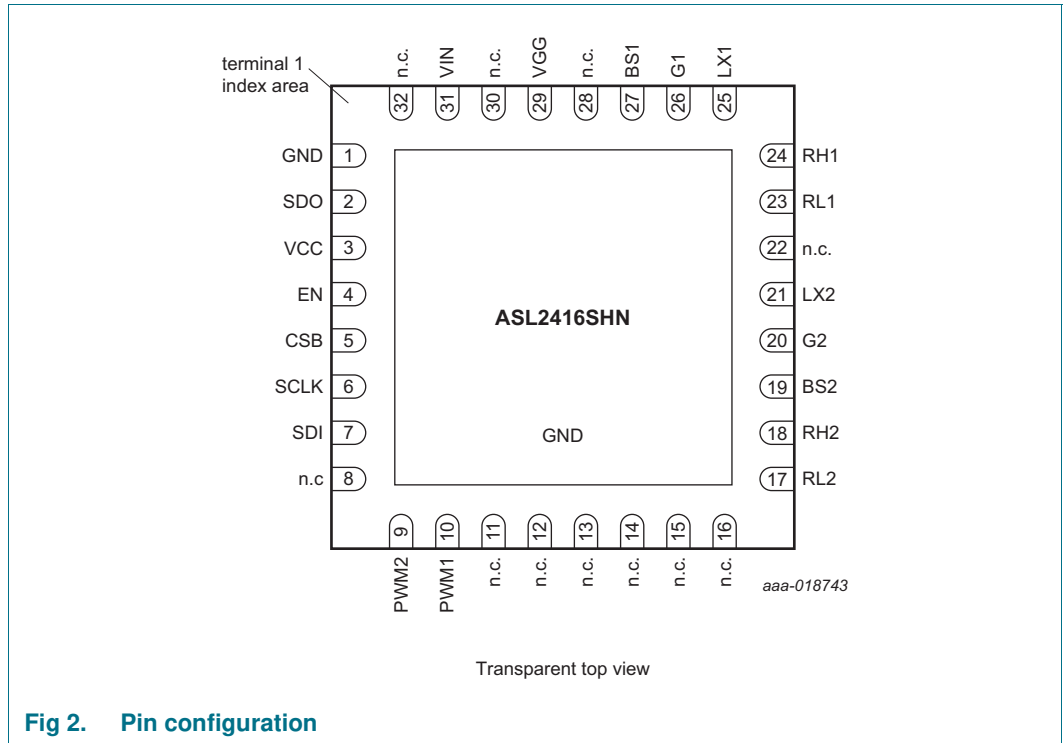 terminal 1
index area
n.c.
VIN
n.c.
VGG
n.c.
BS1
G1
LX1
32
31
30
29
28
27
26
25
GND 1
SDO 2
VCC 3
EN 4
CSB 5
SCLK 6
SDI 7
n.c 8
24 RH1
23 RL1
22 n.c.
21 LX2
20 G2
19 BS2
18 RH2
17 RL2
ASL2416SHN
GND
9
10
11
12
13
14
15
16
PWM2
PWM1
n.c.
n.c.
n.c.
n.c.
n.c.
n.c.
aaa-018743
Transparent top view
Fig 2. Pin configuration